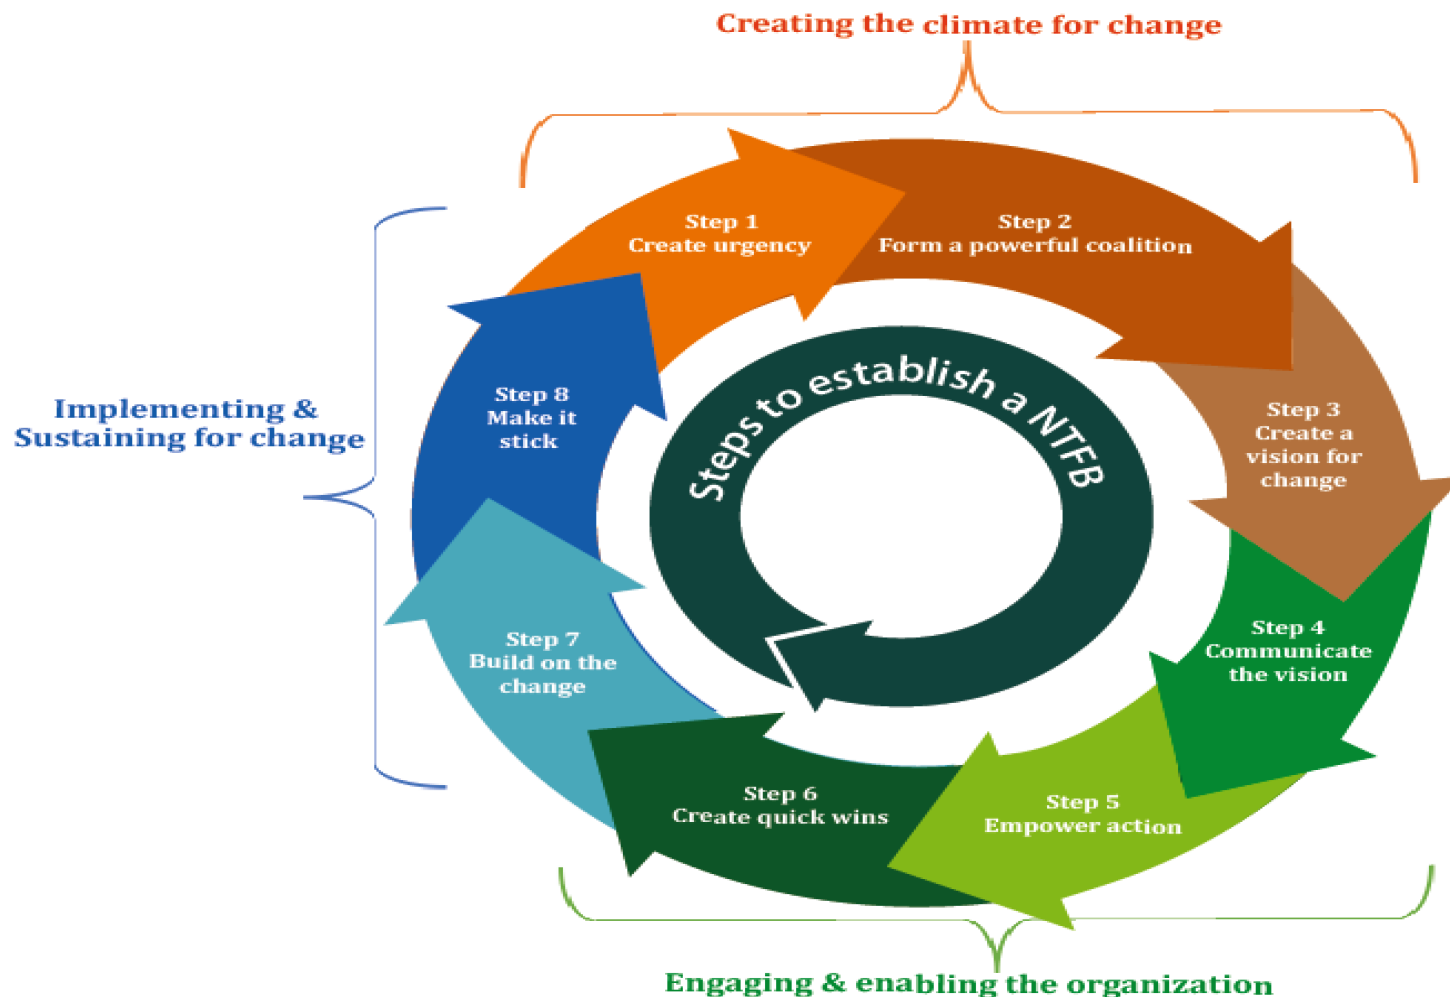 Creating the climate for change
Step 1
Create urgency
Step 2
Form a powerful coalition
Step 3
Create a
vision for
change
Step 4
Communicate
the vision
Step 5
Empower action
Step 6
Create quick wins
Step 7
Build on the
change
Step 8
Make it
stick
Steps to establish a NTFB
Implementing &
Sustaining for change
Engaging & enabling the organization